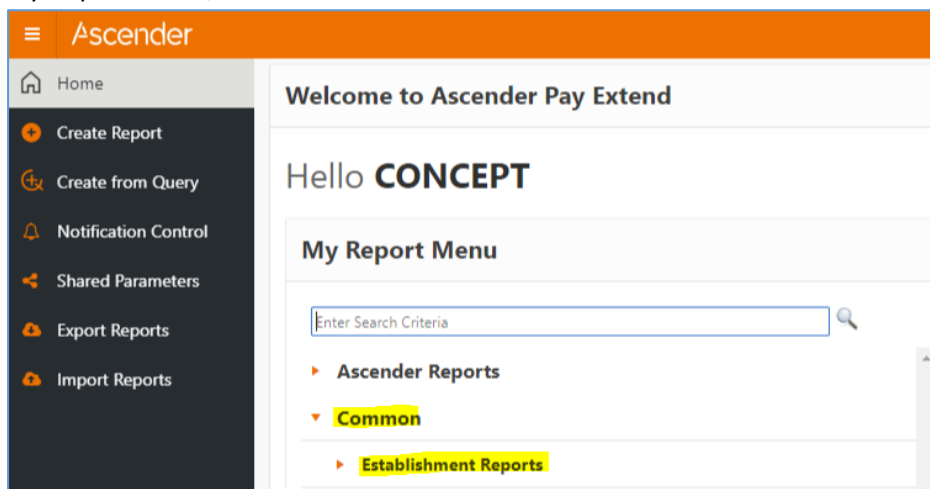 Ascender
Home
Create Report
Create from Query
Notification Control
Shared Parameters
Export Reports
Import Reports
Welcome to Ascender Pay Extend
Hello CONCEPT
My Report Menu
Enter Search Criteria
Ascender Reports
Common
Establishment Reports